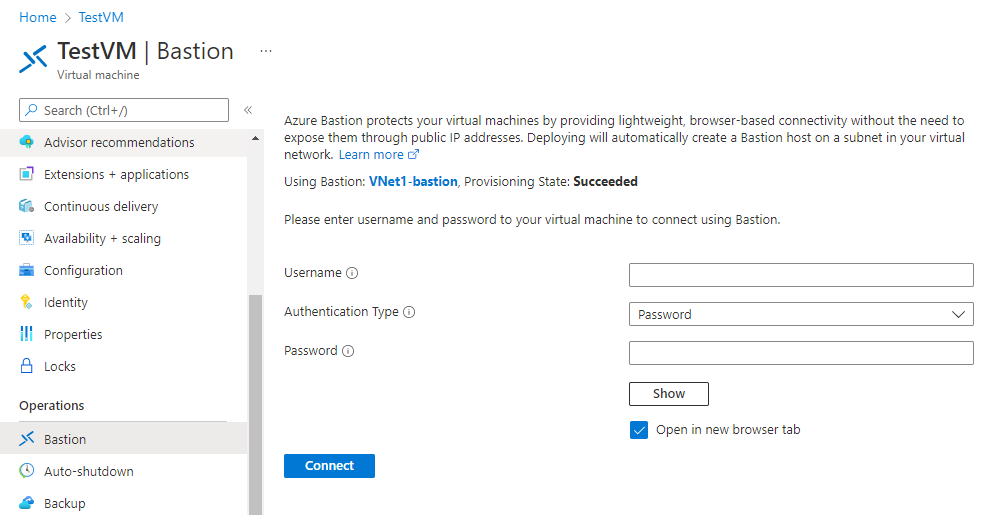 Home > TestVM
TestVM | Bastion ...
Virtual machine
Search (Ctrl+/)
«
Advisor recommendations
Extensions + applications
Continuous delivery
Availability + scaling
Configuration
Identity
Properties
Locks
Operations
Bastion
Auto-shutdown
Backup
Azure Bastion protects your virtual machines by providing lightweight, browser-based connectivity without the need to
expose them through public IP addresses. Deploying will automatically create a Bastion host on a subnet in your virtual
network. Learn more
Using Bastion: VNet1-bastion, Provisioning State: Succeeded
Please enter username and password to your virtual machine to connect using Bastion.
Username
Authentication Type
Password
Password
Show
Open in new browser tab
Connect